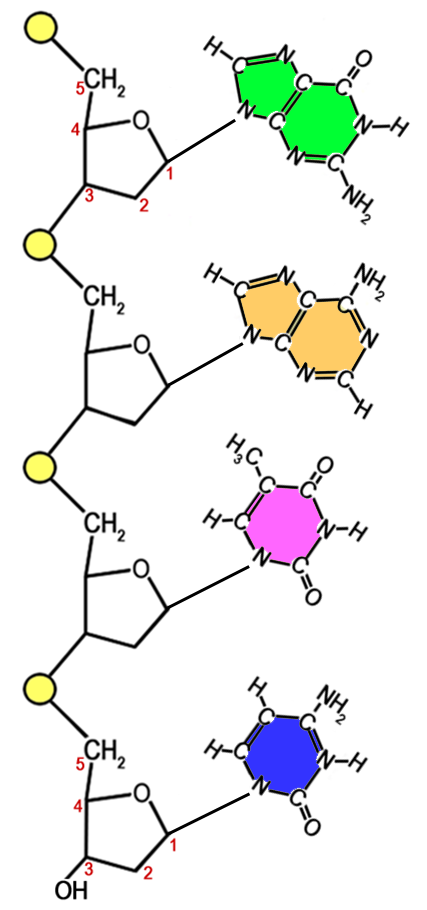 H N O
C C C
5 CH₂
N
4 O C N H
N C
1
3 2 NH₂
H N NH₂
CH₂ C C C
O N C N
N C
H
H₃C
C C O
CH₂ H C N H
O N C
O
H NH₂
C C
5 CH₂ H C N H
4 O N C
O
1
3 2
OH